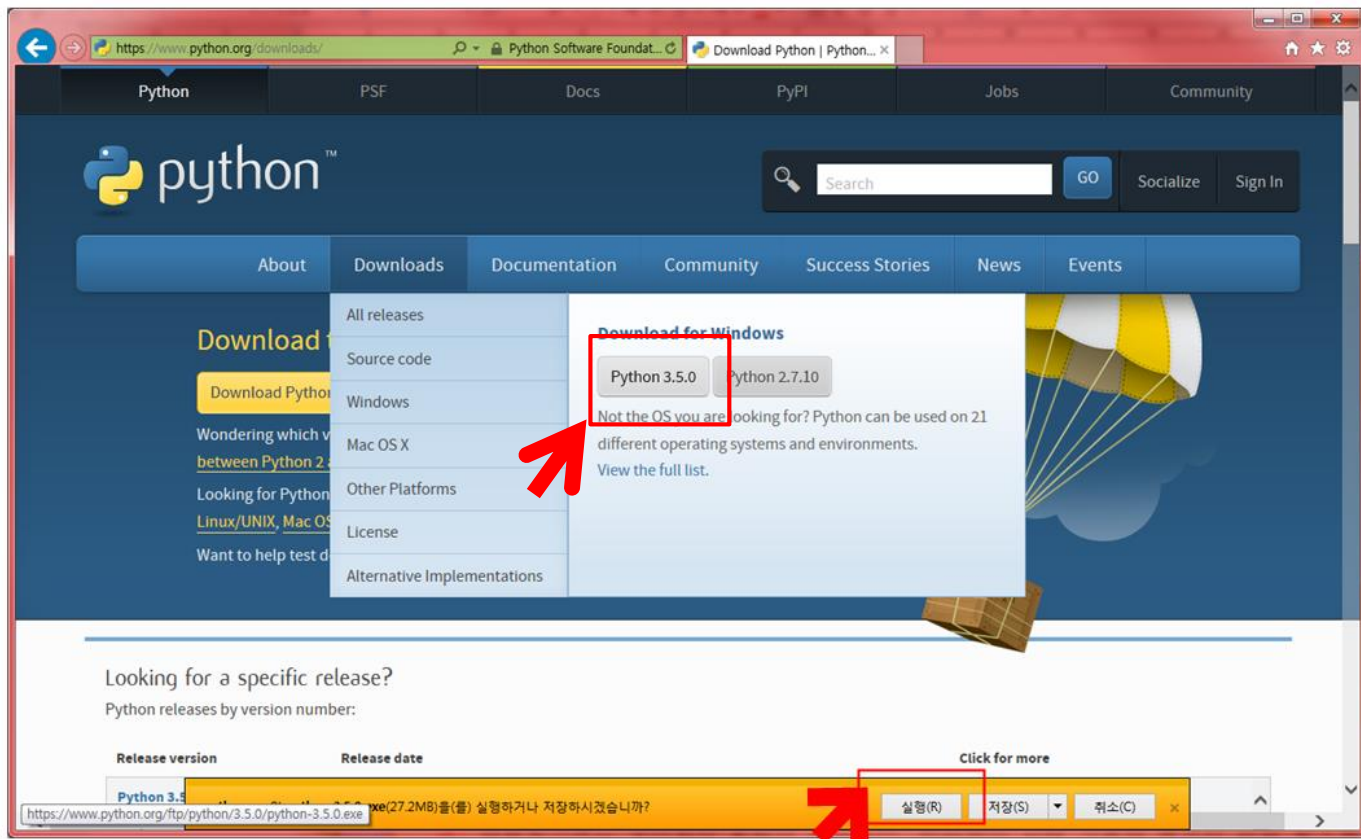 https://www.python.org/downloads/
Python Software Foundat...
Download Python | Python...
Python
PSF
Docs
PyPI
Jobs
Community
python™
Search
GO
Socialize
Sign In
About
Downloads
Documentation
Community
Success Stories
News
Events
All releases
Source code
Windows
Mac OS X
Other Platforms
License
Alternative Implementations
Download for Windows
Python 3.5.0
Python 2.7.10
Not the OS you are looking for? Python can be used on 21
different operating systems and environments.
View the full list.
Download
Download Python
Wondering which
between Python 2
Looking for Python
Linux/UNIX, Mac OS
Want to help test
Looking for a specific release?
Python releases by version number:
Release version
Release date
Click for more
Python 3.5
exe(27.2MB)을(를) 실행하거나 저장하시겠습니까?
실행(R)
저장(S)
취소(C)
https://www.python.org/ftp/python/3.5.0/python-3.5.0.exe